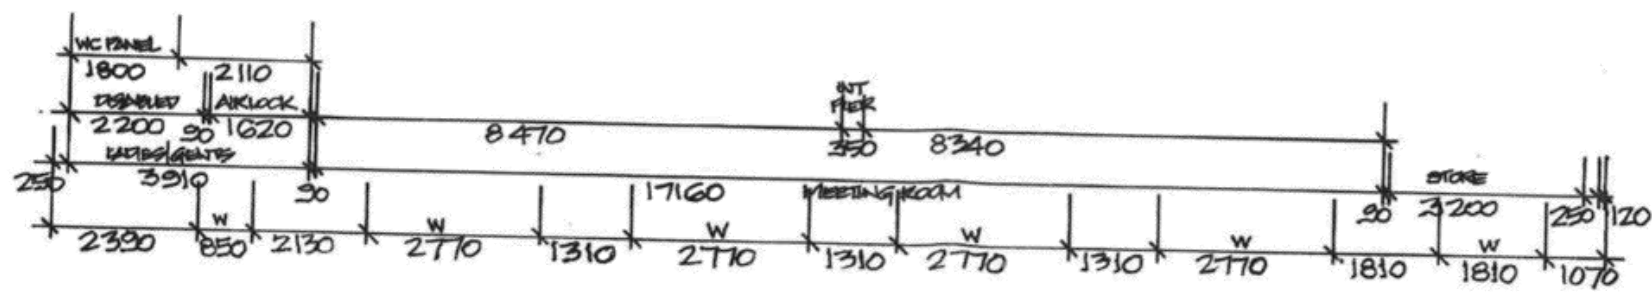 WC PANEL
1800 2110
DISABLED AIRLOCK
2200 90 1620
INT
PIER
8470 350 8340
LADIES/GENTS
250 3910 90 17160 MEETING ROOM 90 STORE 3200 250 120
W W W W W W
2390 850 2130 2770 1310 2770 1310 2770 1310 2770 1810 1810 1070